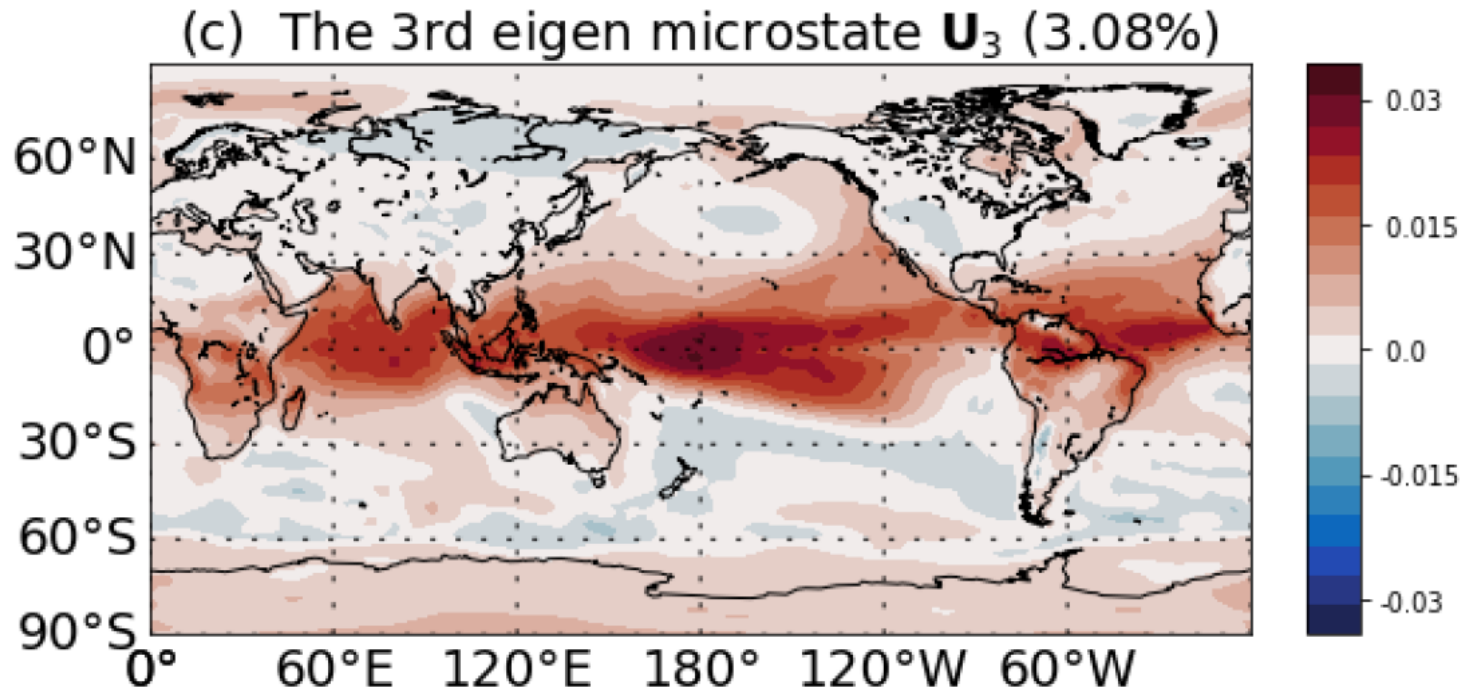 (c) The 3rd eigen microstate U₃ (3.08%)
60°N
30°N
0°
30°S
60°S
90°S
0° 60°E 120°E 180° 120°W 60°W
0.03
0.015
0.0
-0.015
-0.03